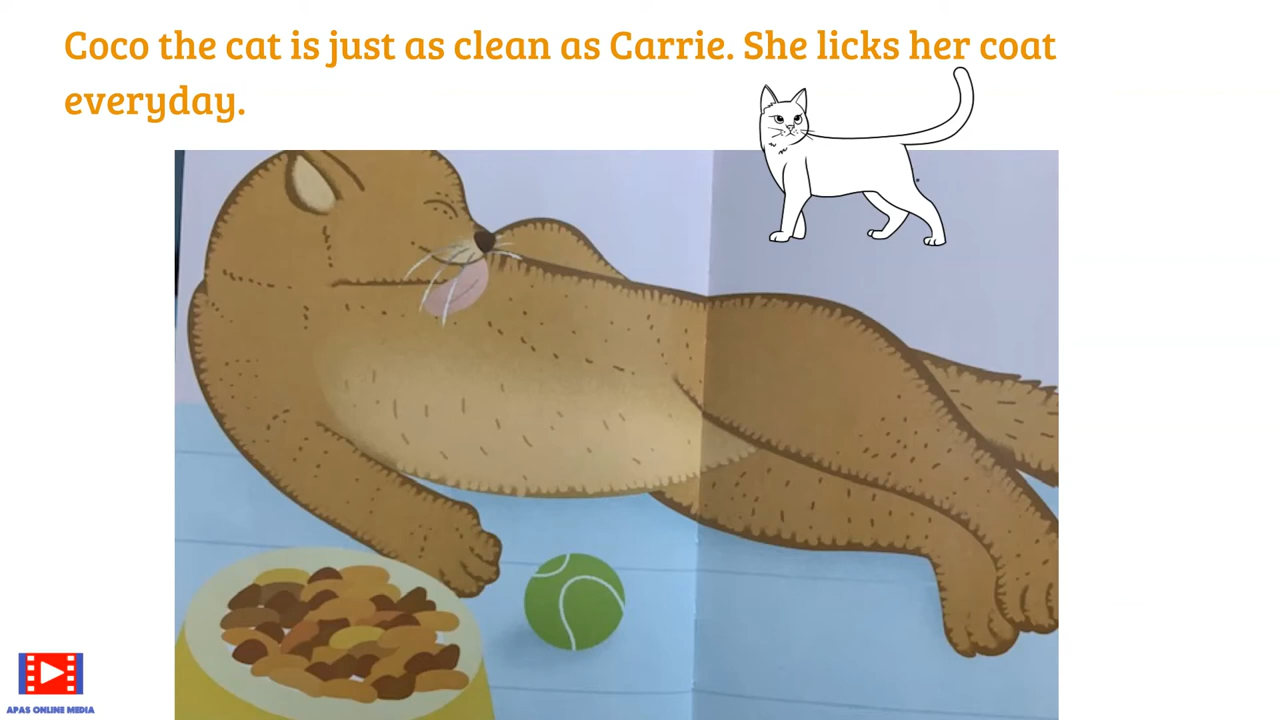 Coco the cat is just as clean as Carrie. She licks her coat
everyday.
APAS ONLINE MEDIA